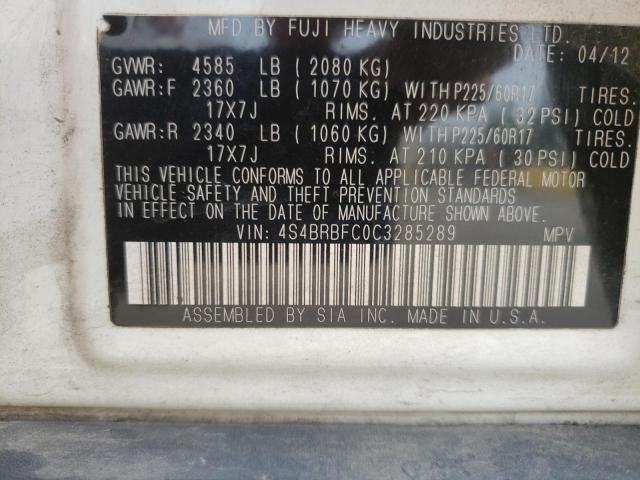 MFD BY FUJI HEAVY INDUSTRIES LTD.
04/12
GVWR: 4585 LB (2080 KG)
GAWR:F 2360 LB (1070 KG) WITH P225/60R17 TIRES.
17X7J RIMS. AT 220 KPA (32 PSI) COLD
GAWR:R 2340 LB (1060 KG) WITH P225/60R17 TIRES.
17X7J RIMS. AT 210 KPA (30 PSI) COLD
THIS VEHICLE CONFORMS TO ALL APPLICABLE FEDERAL MOTOR
VEHICLE SAFETY AND THEFT PREVENTION STANDARDS IN
EFFECT ON THE DATE OF MANUFACTURE SHOWN ABOVE.
VIN: 4S4BRBFC0C3285289 MPV
ASSEMBLED BY SIA INC. MADE IN U.S.A.